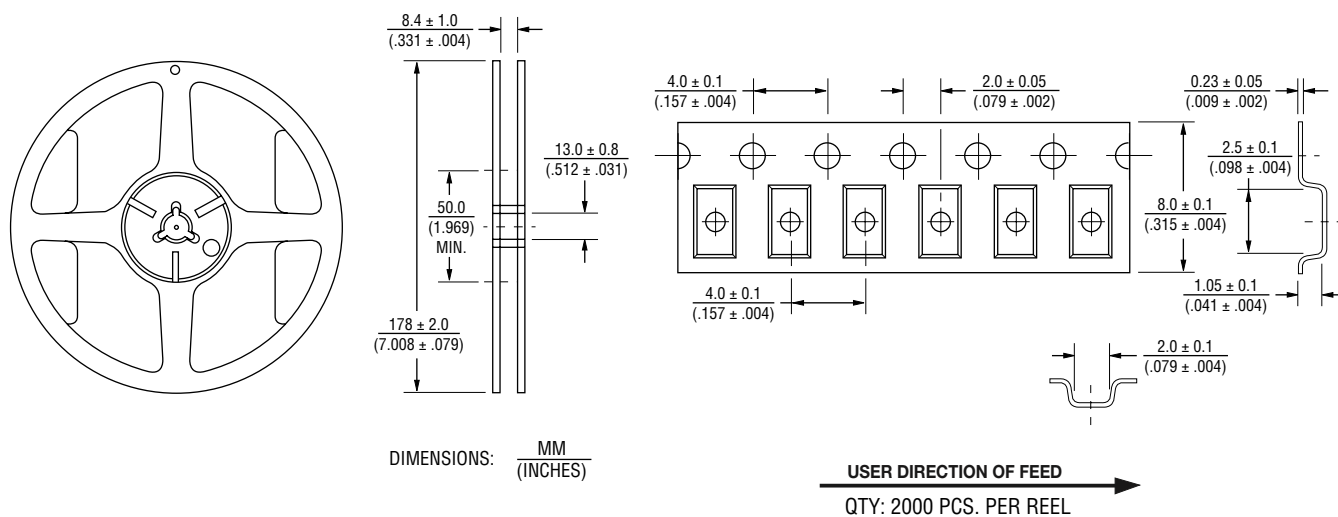 8.4 ± 1.0
(.331 ± .004)
13.0 ± 0.8
(.512 ± .031)
50.0
(1.969)
MIN.
178 ± 2.0
(7.008 ± .079)
DIMENSIONS: MM
(INCHES)
4.0 ± 0.1
(.157 ± .004)
2.0 ± 0.05
(.079 ± .002)
0.23 ± 0.05
(.009 ± .002)
2.5 ± 0.1
(.098 ± .004)
8.0 ± 0.1
(.315 ± .004)
4.0 ± 0.1
(.157 ± .004)
1.05 ± 0.1
(.041 ± .004)
2.0 ± 0.1
(.079 ± .004)
USER DIRECTION OF FEED
QTY: 2000 PCS. PER REEL